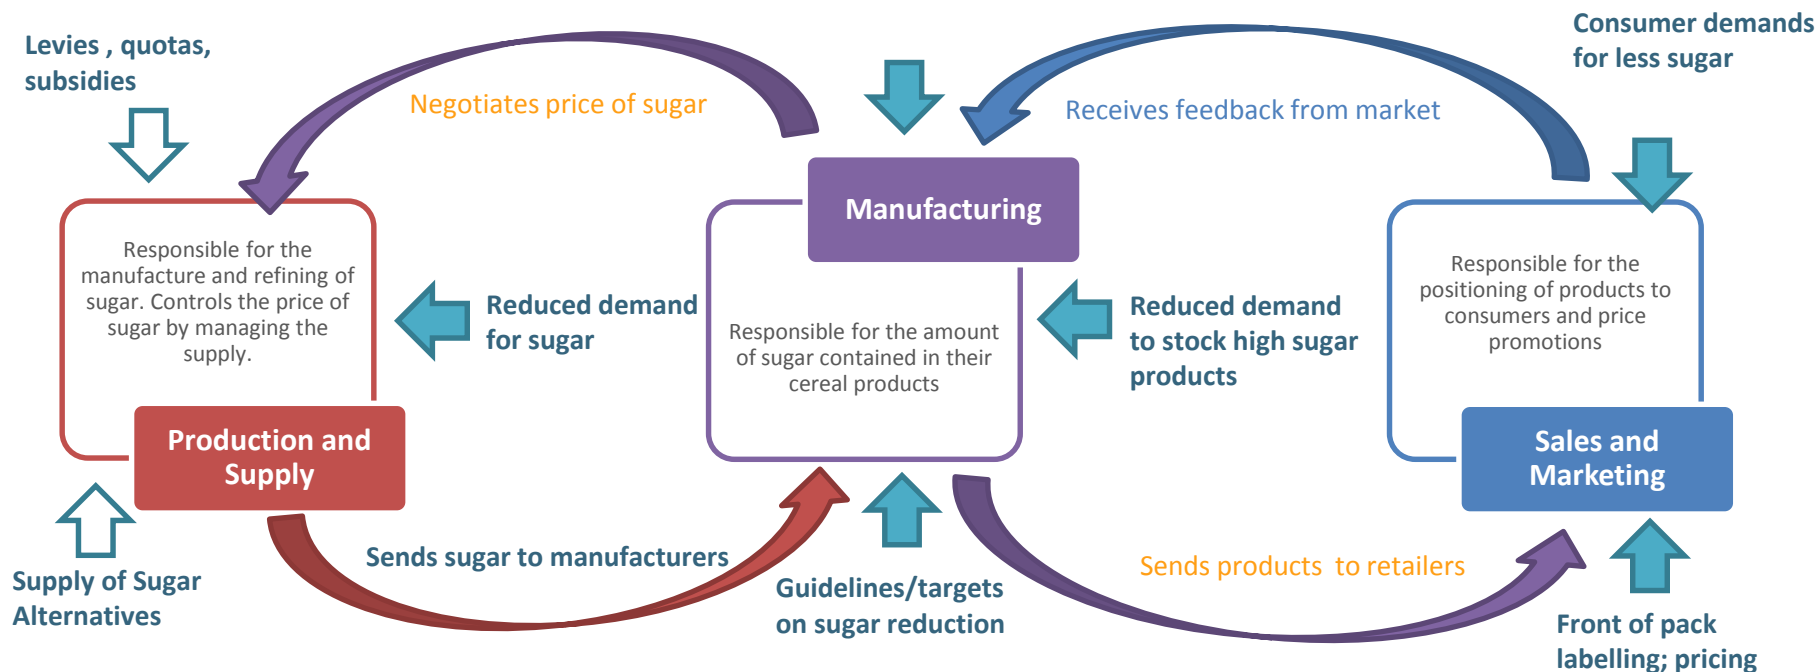 Levies , quotas,
subsidies
Negotiates price of sugar
Receives feedback from market
Consumer demands
for less sugar
Responsible for the
manufacture and refining of
sugar. Controls the price of
sugar by managing the
supply.
Production and
Supply
Reduced demand
for sugar
Manufacturing
Responsible for the amount
of sugar contained in their
cereal products
Reduced demand
to stock high sugar
products
Responsible for the
positioning of products to
consumers and price
promotions
Sales and
Marketing
Supply of Sugar
Alternatives
Sends sugar to manufacturers
Guidelines/targets
on sugar reduction
Sends products to retailers
Front of pack
labelling; pricing